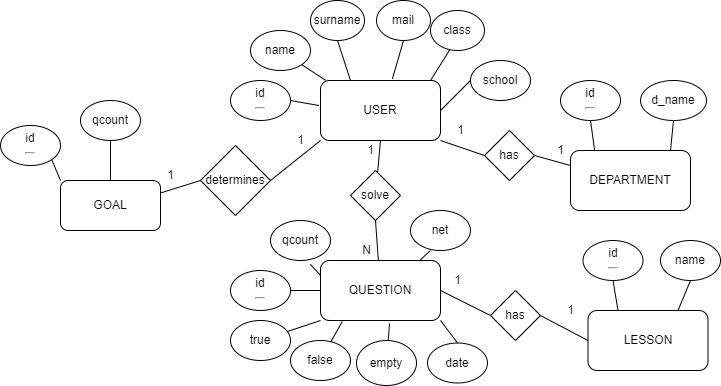 surname
mail
class
name
school
id
USER
id
d_name
qcount
id
1
1
1
1
has
1
1
determines
DEPARTMENT
GOAL
solve
net
qcount
N
id
name
id
QUESTION
1
1
has
LESSON
true
false
empty
date